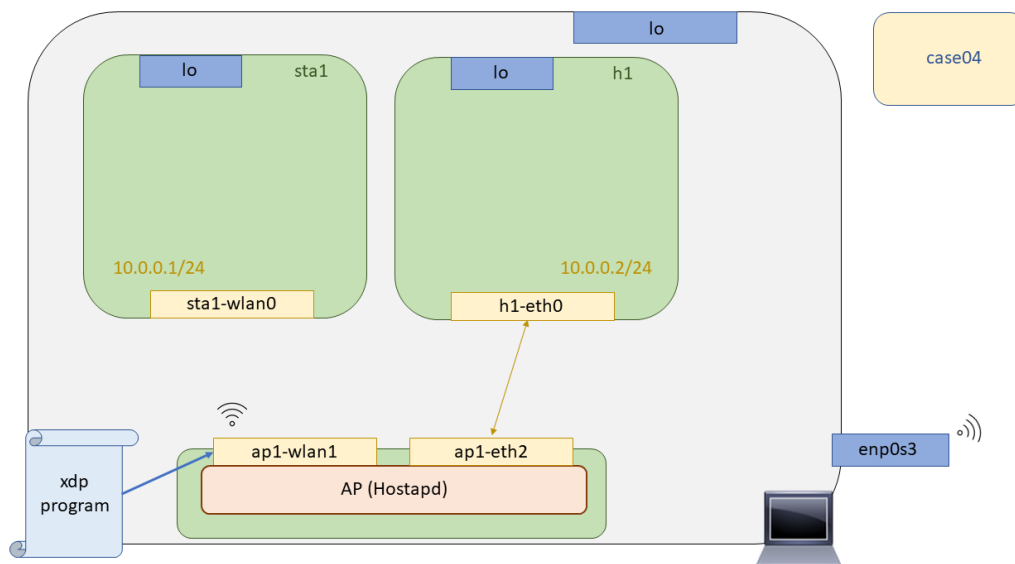 lo
case04
lo
sta1
lo
h1
10.0.0.1/24
10.0.0.2/24
sta1-wlan0
h1-eth0
ap1-wlan1
ap1-eth2
enp0s3
xdp
program
AP (Hostapd)